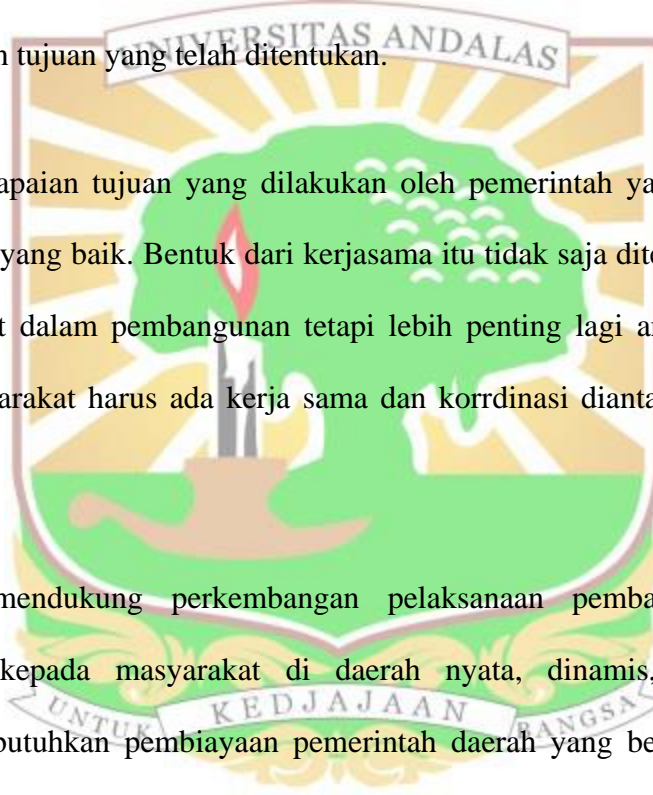 UNIVERSITAS ANDALAS
n tujuan yang telah ditentukan.
apaian tujuan yang dilakukan oleh pemerintah ya
yang baik. Bentuk dari kerjasama itu tidak saja dite
t dalam pembangunan tetapi lebih penting lagi a
arakat harus ada kerja sama dan korrdinasi dianta
mendukung perkembangan pelaksanaan pemba
kepada masyarakat di daerah nyata, dinamis,
UNTUK KEDJAJAAN BANGSA
butuhkan pembiayaan pemerintah daerah yang be